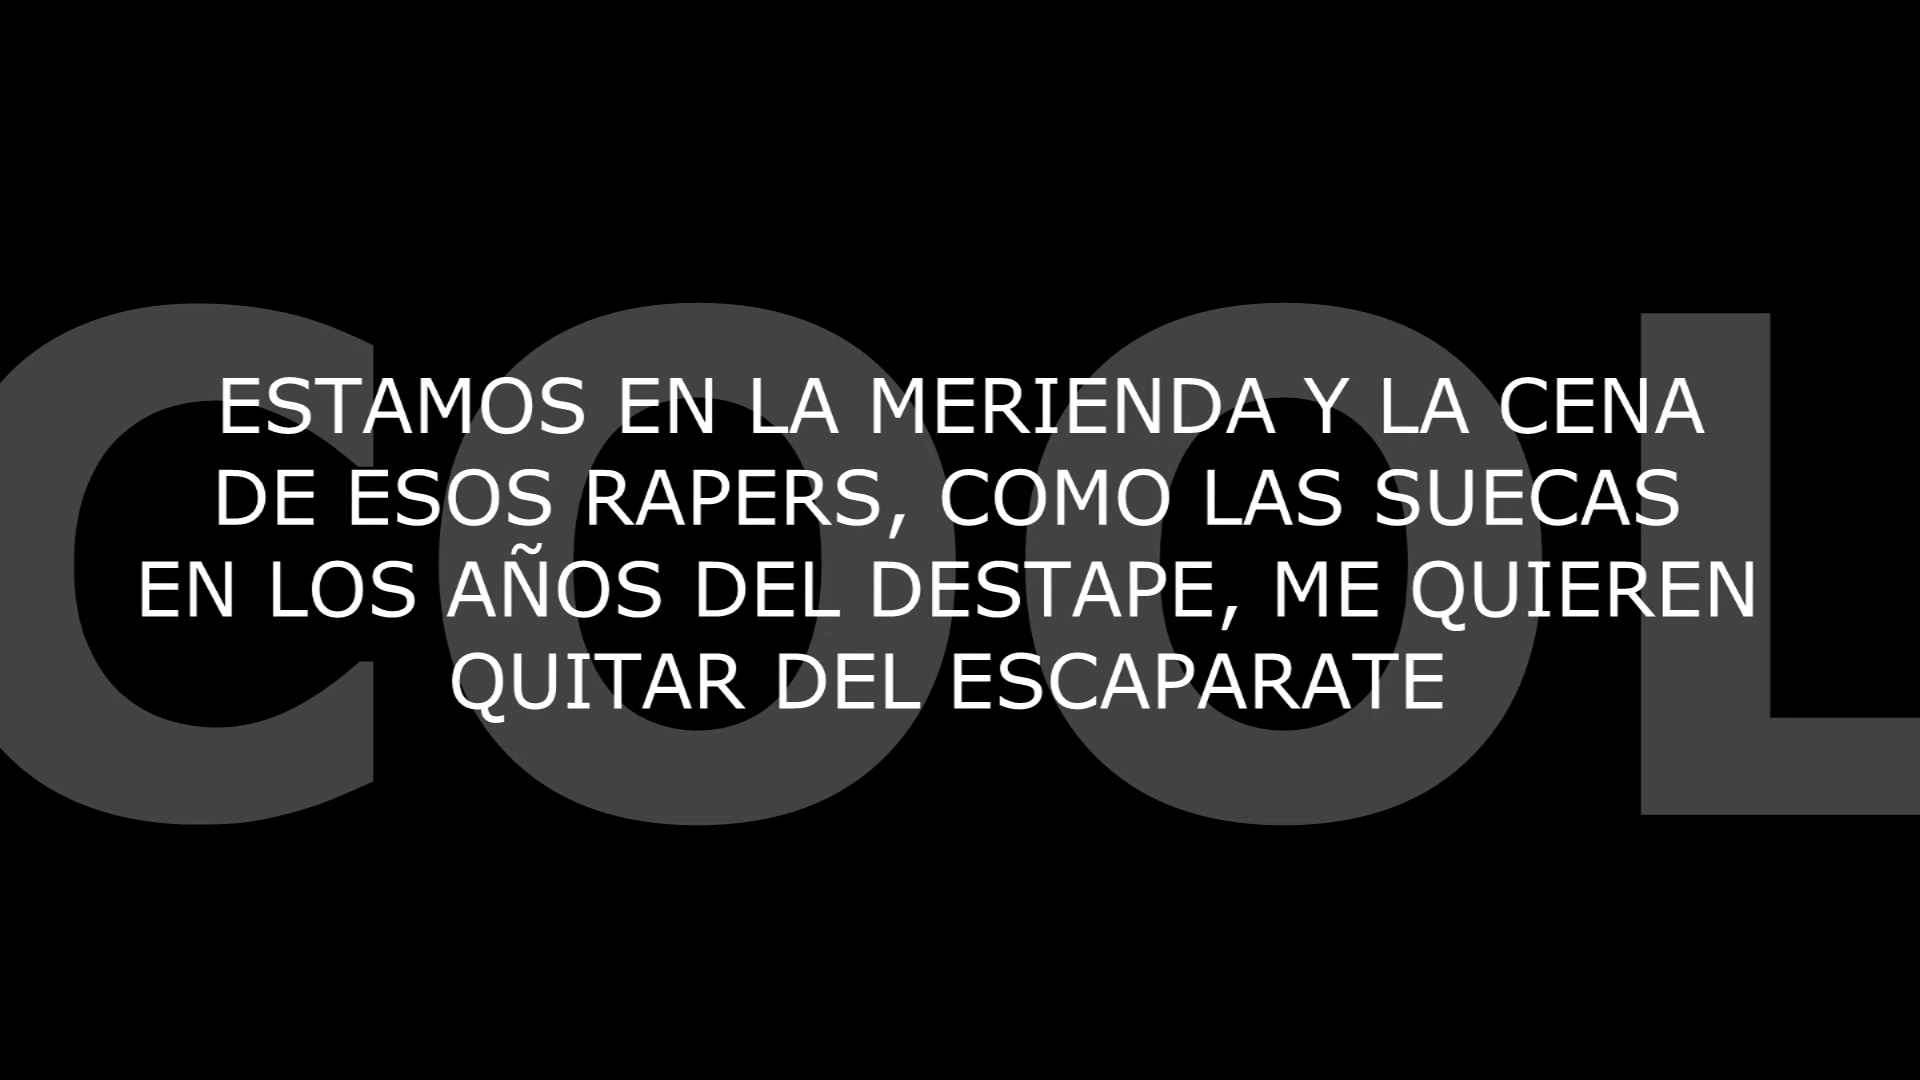 COOL
ESTAMOS EN LA MERIENDA Y LA CENA
DE ESOS RAPERS, COMO LAS SUECAS
EN LOS AÑOS DEL DESTAPE, ME QUIEREN
QUITAR DEL ESCAPARATE